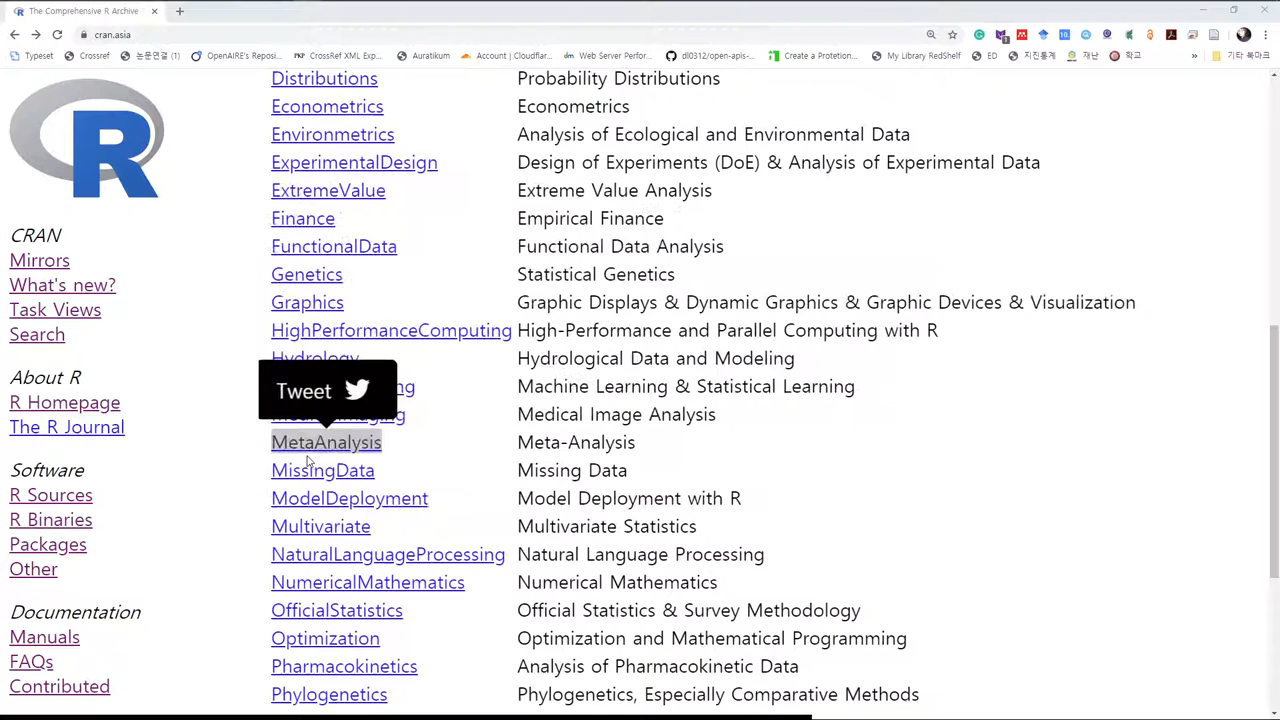 The Comprehensive R Archive
cran.asia
Typeset
Crossref
논문연결 (1)
OpenAIRE's Reposi...
CrossRef XML Exp...
Auratikum
Account | Cloudflar...
Web Server Perfor...
dl0312/open-apis-...
Create a Protection...
My Library RedShelf
ED
지진통계
재난
학교
»
기타 북마크
R
CRAN
Mirrors
What's new?
Task Views
Search
About R
R Homepage
The R Journal
Software
R Sources
R Binaries
Packages
Other
Documentation
Manuals
FAQs
Contributed
Distributions Probability Distributions
Econometrics Econometrics
Environmetrics Analysis of Ecological and Environmental Data
ExperimentalDesign Design of Experiments (DoE) & Analysis of Experimental Data
ExtremeValue Extreme Value Analysis
Finance Empirical Finance
FunctionalData Functional Data Analysis
Genetics Statistical Genetics
Graphics Graphic Displays & Dynamic Graphics & Graphic Devices & Visualization
HighPerformanceComputing High-Performance and Parallel Computing with R
Hydrology Hydrological Data and Modeling
Tweet
Machine Learning & Statistical Learning
Medical Image Analysis
MetaAnalysis Meta-Analysis
MissingData Missing Data
ModelDeployment Model Deployment with R
Multivariate Multivariate Statistics
NaturalLanguageProcessing Natural Language Processing
NumericalMathematics Numerical Mathematics
OfficialStatistics Official Statistics & Survey Methodology
Optimization Optimization and Mathematical Programming
Pharmacokinetics Analysis of Pharmacokinetic Data
Phylogenetics Phylogenetics, Especially Comparative Methods